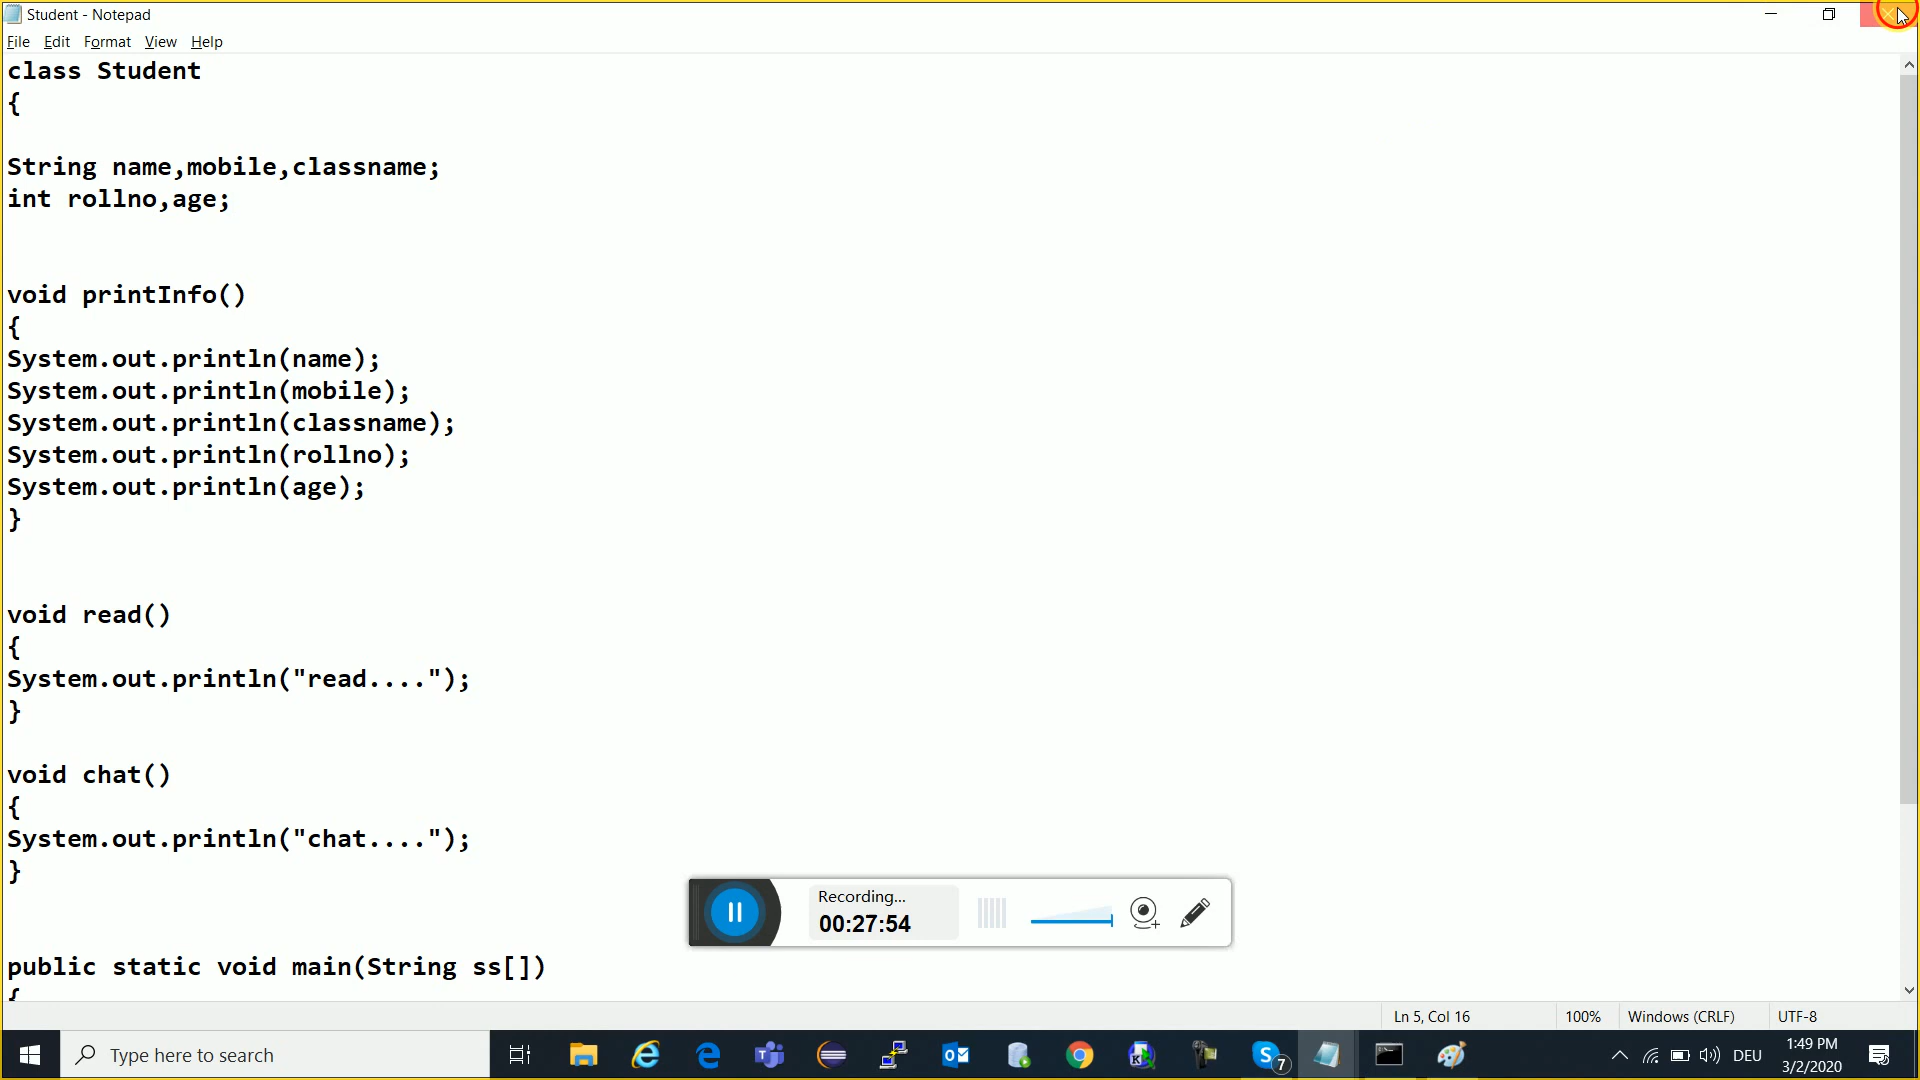 Student - Notepad
File Edit Format View Help
class Student
{
String name,mobile,classname;
int rollno,age;
void printInfo()
{
System.out.println(name);
System.out.println(mobile);
System.out.println(classname);
System.out.println(rollno);
System.out.println(age);
}
void read()
{
System.out.println("read....");
}
void chat()
{
System.out.println("chat....");
}
Recording...
00:27:54
public static void main(String ss[])
{
Ln 5, Col 16 100% Windows (CRLF) UTF-8
Type here to search
7
DEU
1:49 PM
3/2/2020